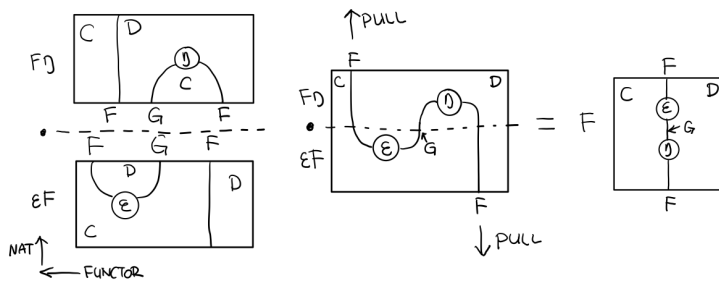 ↑ PULL
C D
η
C
Fη
F G F
F G F
D
D
ε
εF
C
NAT ↑
← FUNCTOR
F
C D
Fη
η
ε
G
εF
F
↓ PULL
=
F
F
C D
ε
G
η
F